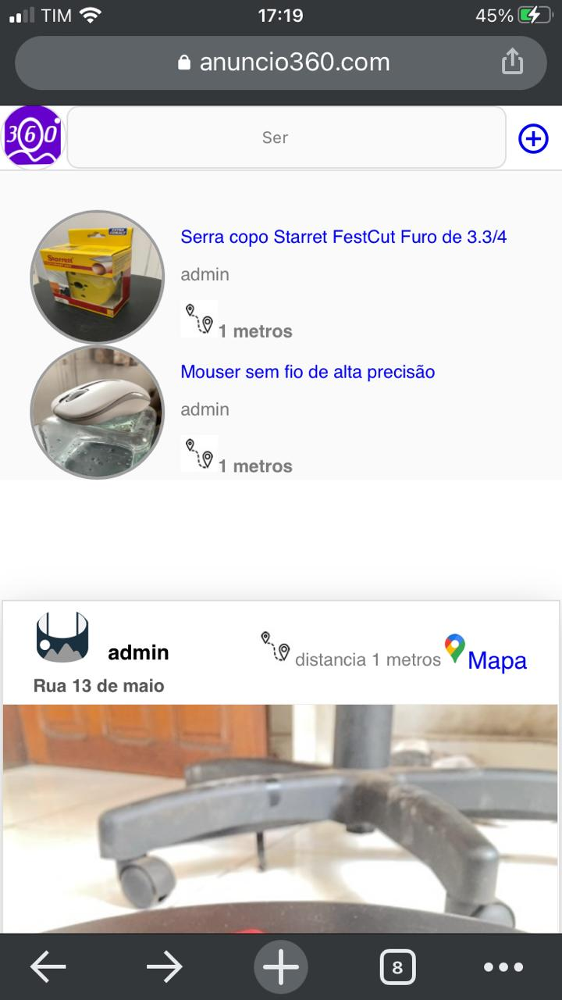 TIM 17:19 45%
anuncio360.com
360 Ser
Starrett
Serra copo Starret FestCut Furo de 3.3/4
admin
1 metros
Mouser sem fio de alta precisão
admin
1 metros
admin distancia 1 metros Mapa
Rua 13 de maio
8